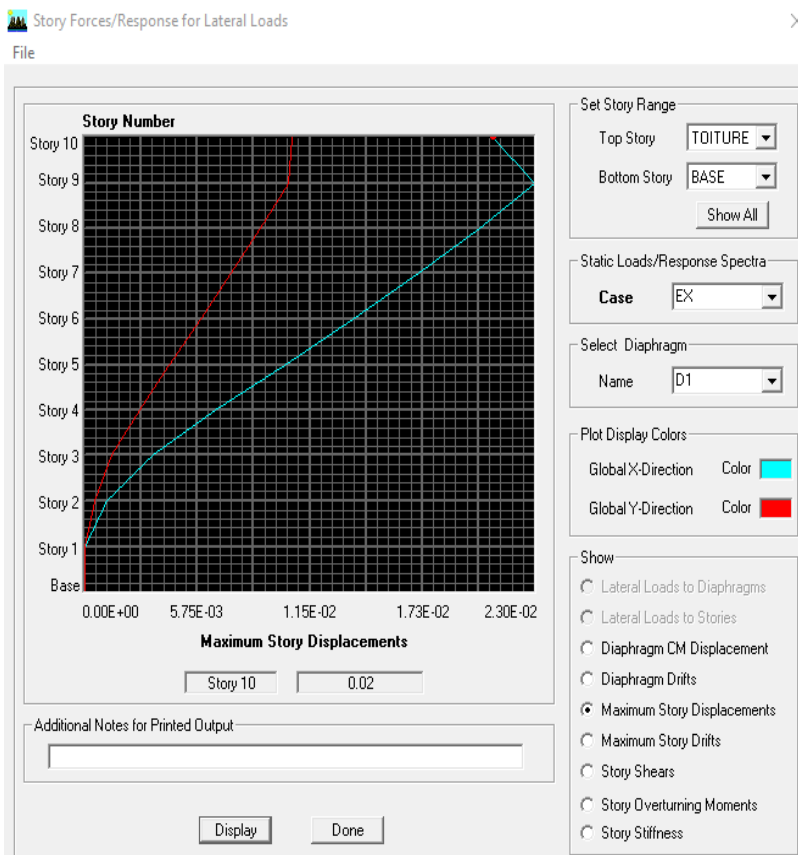 Story Forces/Response for Lateral Loads
File
Story Number
Story 10
Story 9
Story 8
Story 7
Story 6
Story 5
Story 4
Story 3
Story 2
Story 1
Base
0.00E+00 5.75E-03 1.15E-02 1.73E-02 2.30E-02
Maximum Story Displacements
Story 10 0.02
Additional Notes for Printed Output
Display Done
Set Story Range
Top Story TOITURE
Bottom Story BASE
Show All
Static Loads/Response Spectra
Case EX
Select Diaphragm
Name D1
Plot Display Colors
Global X-Direction Color
Global Y-Direction Color
Show
Lateral Loads to Diaphragms
Lateral Loads to Stories
Diaphragm CM Displacement
Diaphragm Drifts
Maximum Story Displacements
Maximum Story Drifts
Story Shears
Story Overturning Moments
Story Stiffness